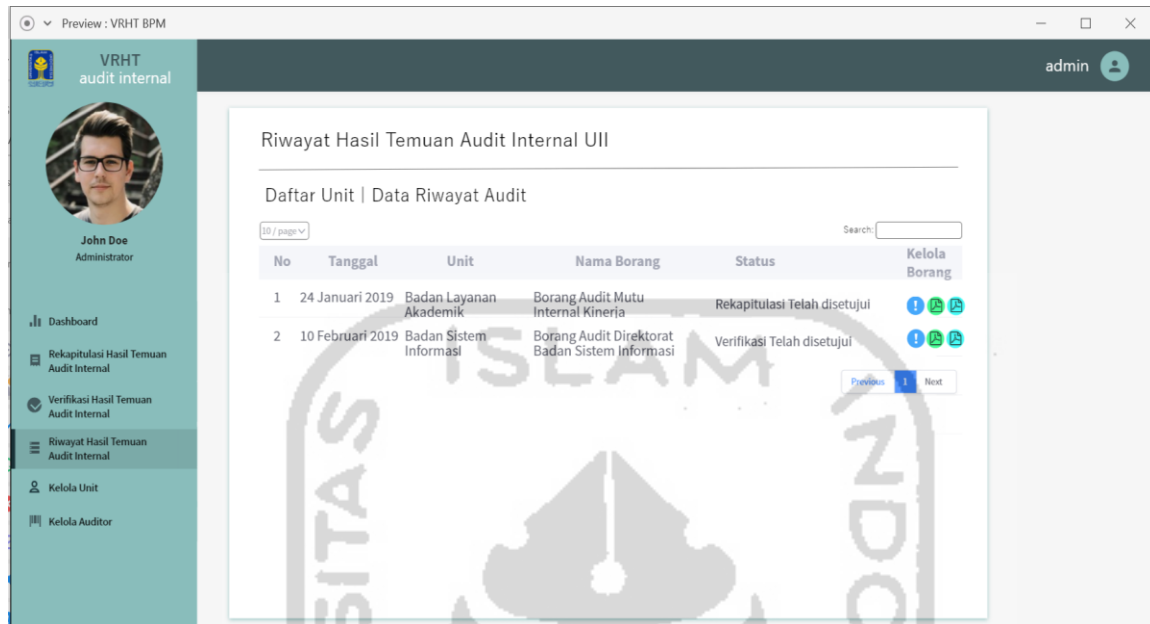 Preview : VRHT BPM
VRHT
audit internal
admin
John Doe
Administrator
Dashboard
Rekapitulasi Hasil Temuan
Audit Internal
Verifikasi Hasil Temuan
Audit Internal
Riwayat Hasil Temuan
Audit Internal
Kelola Unit
Kelola Auditor
Riwayat Hasil Temuan Audit Internal UII
Daftar Unit | Data Riwayat Audit
10 / page
Search:
No Tanggal Unit Nama Borang Status Kelola
Borang
1 24 Januari 2019 Badan Layanan Borang Audit Mutu Rekapitulasi Telah disetujui
Akademik Internal Kinerja
2 10 Februari 2019 Badan Sistem Borang Audit Direktorat Verifikasi Telah disetujui
Informasi Badan Sistem Informasi
Previous 1 Next
ISLAM
SITAS
INDO